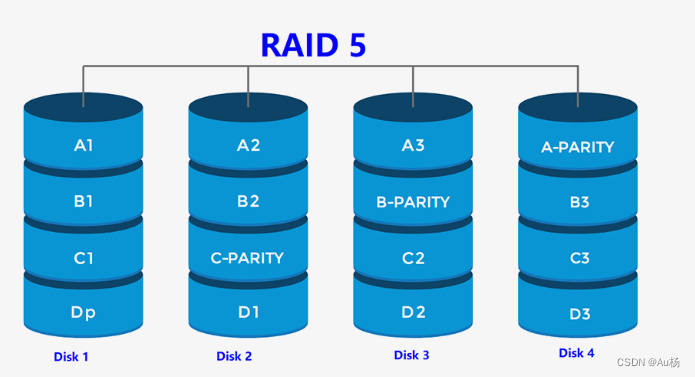 RAID 5
A1 A2 A3 A-PARITY
B1 B2 B-PARITY B3
C1 C-PARITY C2 C3
Dp D1 D2 D3
Disk 1 Disk 2 Disk 3 Disk 4
CSDN @Au杨